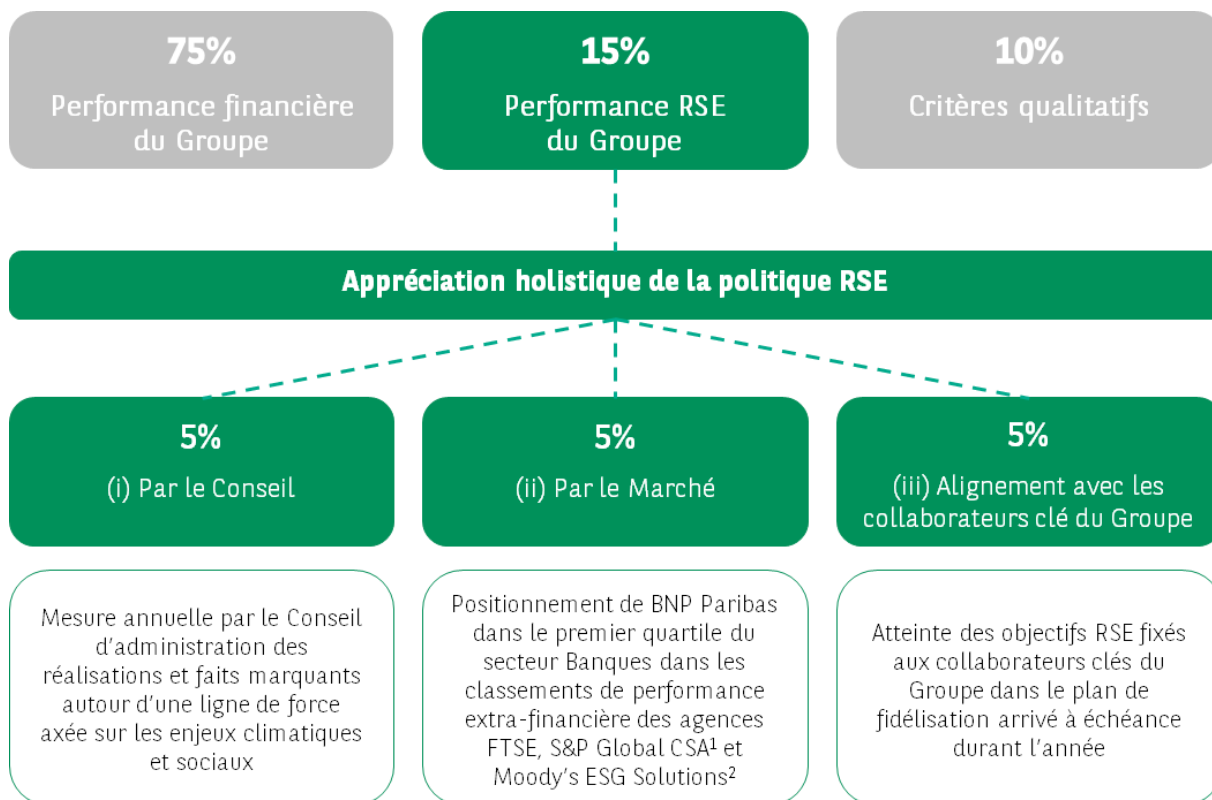 75%
Performance financière
du Groupe
15%
Performance RSE
du Groupe
10%
Critères qualitatifs
Appréciation holistique de la politique RSE
5%
(i) Par le Conseil
5%
(ii) Par le Marché
5%
(iii) Alignement avec les
collaborateurs clé du Groupe
Mesure annuelle par le Conseil
d'administration des
réalisations et faits marquants
autour d'une ligne de force
axée sur les enjeux climatiques
et sociaux
Positionnement de BNP Paribas
dans le premier quartile du
secteur Banques dans les
classements de performance
extra-financière des agences
FTSE, S&P Global CSA¹ et
Moody's ESG Solutions²
Atteinte des objectifs RSE fixés
aux collaborateurs clés du
Groupe dans le plan de
fidélisation arrivé à échéance
durant l'année